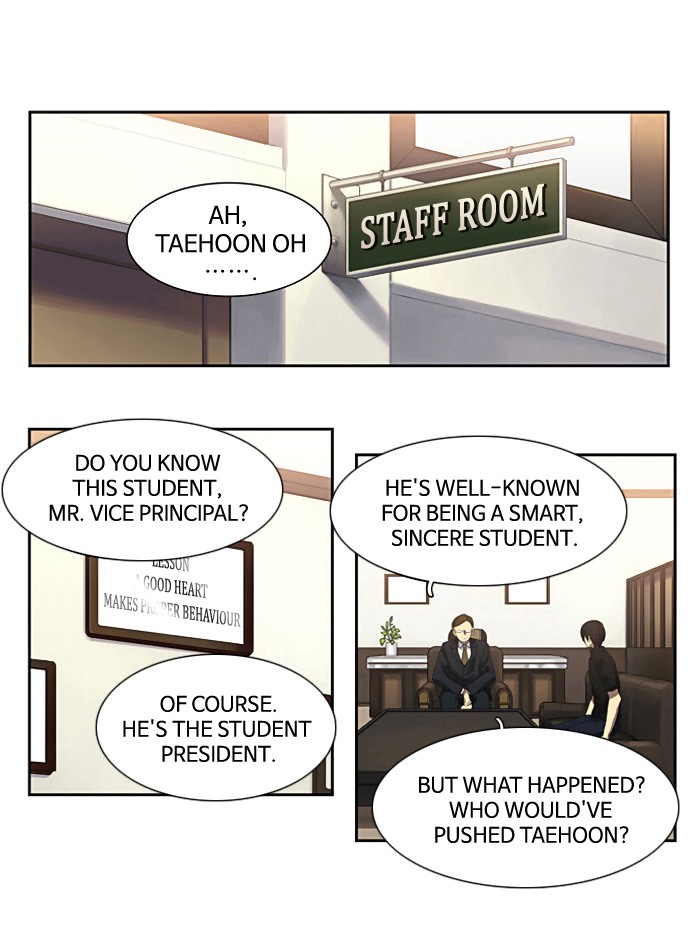 AH,
TAEHOON OH
·······.
STAFF ROOM
DO YOU KNOW
THIS STUDENT,
MR. VICE PRINCIPAL?
LESSON
A GOOD HEART
MAKES PROPER BEHAVIOUR
OF COURSE.
HE'S THE STUDENT
PRESIDENT.
HE'S WELL-KNOWN
FOR BEING A SMART,
SINCERE STUDENT.
BUT WHAT HAPPENED?
WHO WOULD'VE
PUSHED TAEHOON?